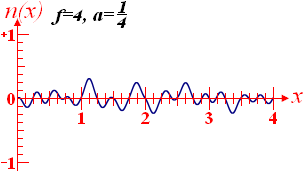 n(x) f=4, a=1/4
+1
0 1 2 3 4 x
-1